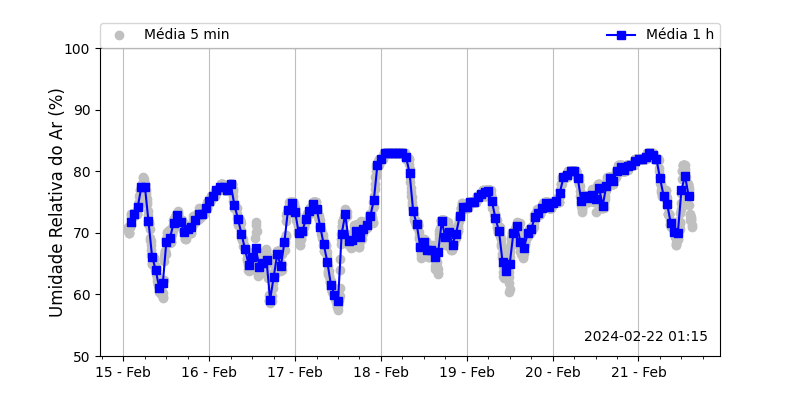 Média 5 min Média 1 h
Umidade Relativa do Ar (%)
100
90
80
70
60
50
2024-02-22 01:15
15 - Feb 16 - Feb 17 - Feb 18 - Feb 19 - Feb 20 - Feb 21 - Feb